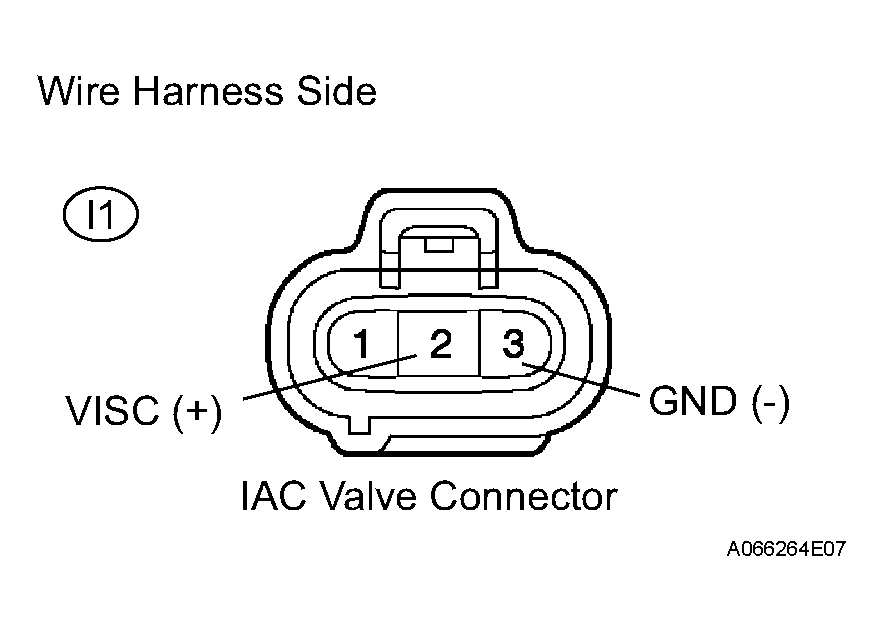 Wire Harness Side
I1
1 2 3
VISC (+)
GND (-)
IAC Valve Connector
A066264E07